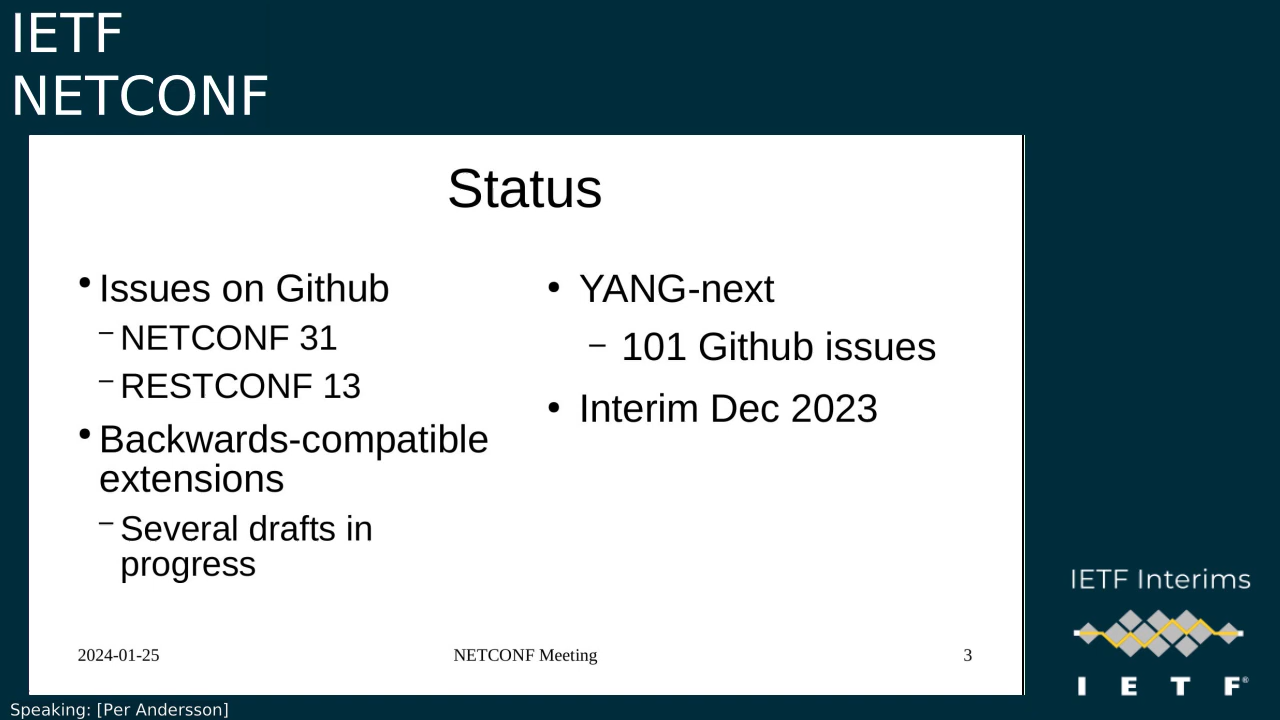 IETF
NETCONF
Status
• Issues on Github
– NETCONF 31
– RESTCONF 13
• Backwards-compatible
extensions
– Several drafts in
progress
• YANG-next
– 101 Github issues
• Interim Dec 2023
2024-01-25
NETCONF Meeting
3
IETF Interims
I E T F®
Speaking: [Per Andersson]